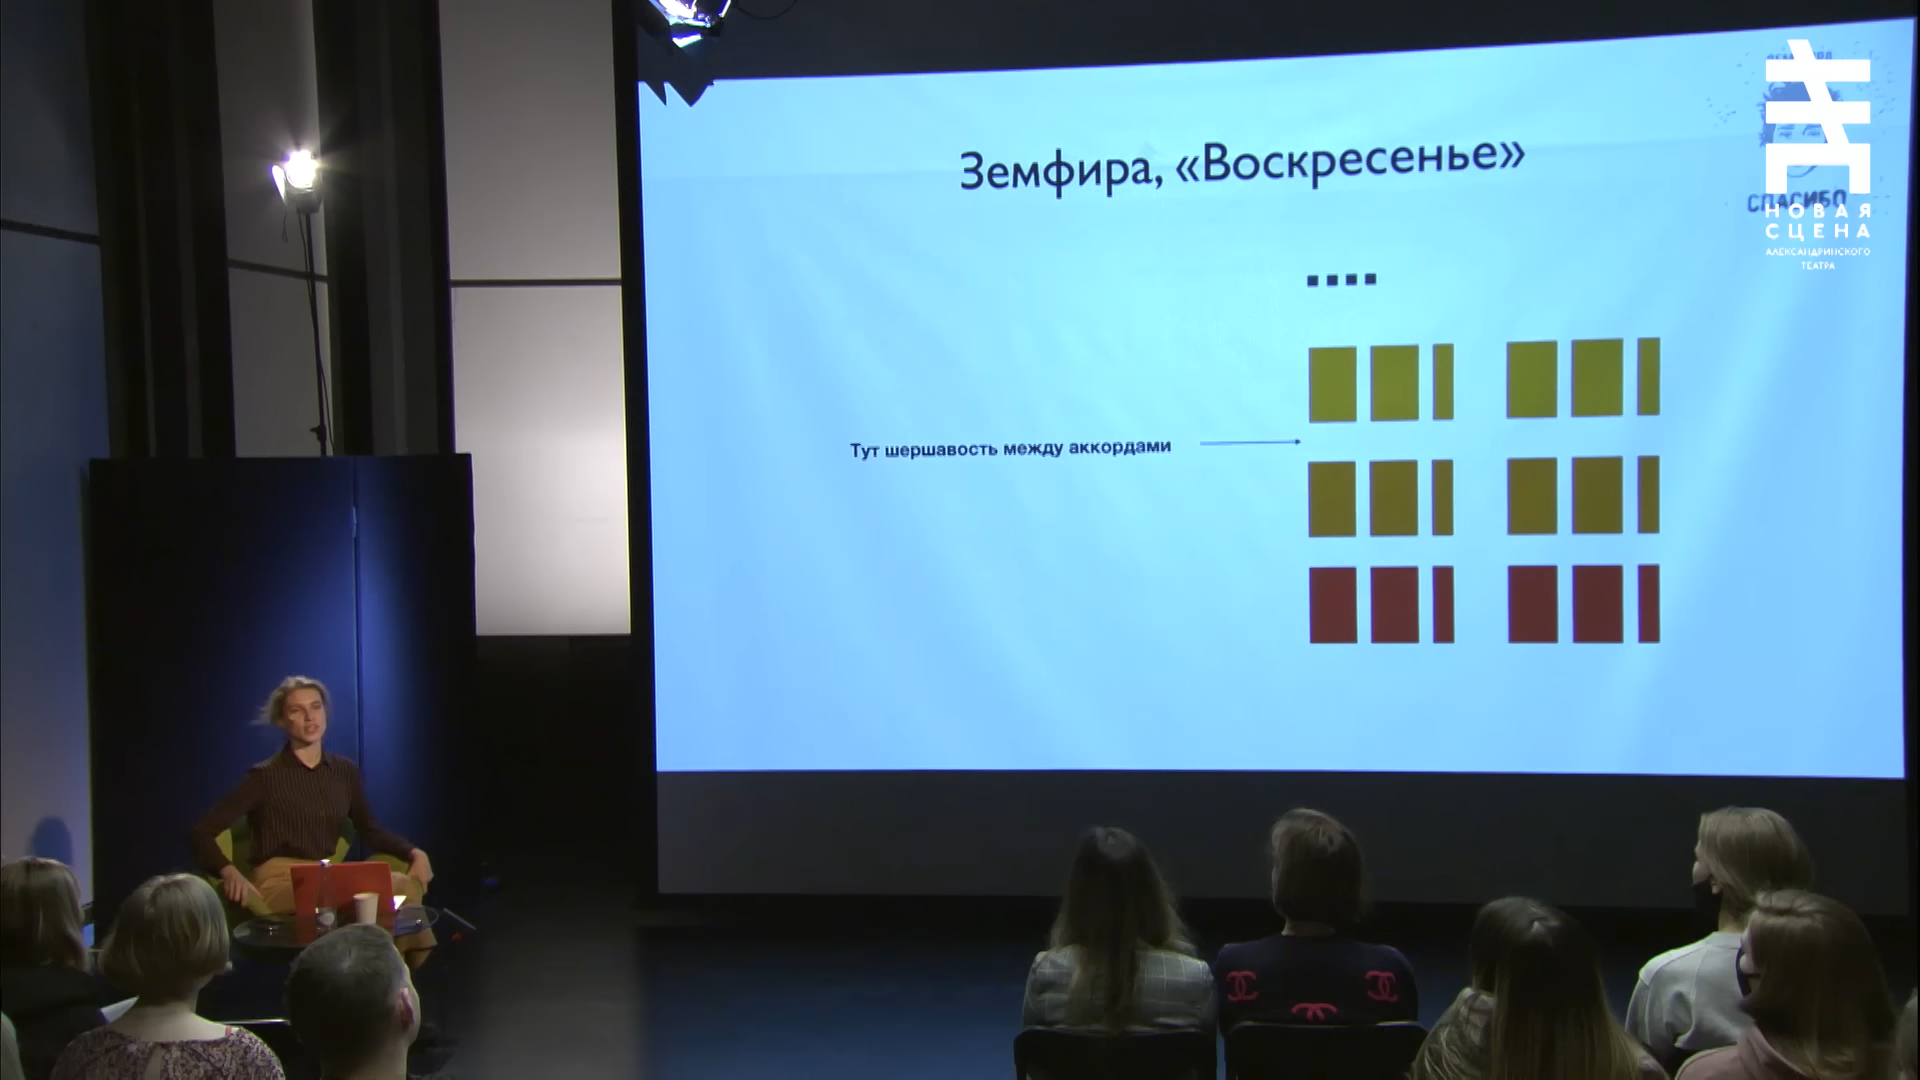 Земфира, «Воскресенье»
СПАСИБО
НОВАЯ
СЦЕНА
АЛЕКСАНДРИНСКОГО
ТЕАТРА
Тут шершавость между аккордами